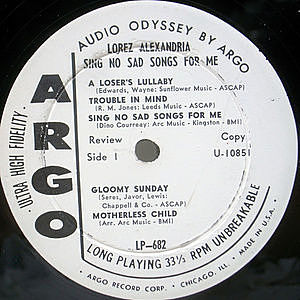 AUDIO ODYSSEY BY ARGO
LOREZ ALEXANDRIA
SING NO SAD SONGS FOR ME
A LOSER'S LULLABY
(Edwards, Wayne: Sunflower Music - ASCAP)
TROUBLE IN MIND
(R. M. Jones: Leeds Music - ASCAP)
SING NO SAD SONGS FOR ME
(Dino Courreay: Arc Music - Kingston - BMI)
Review Copy
Side I U-10851
GLOOMY SUNDAY
(Seres, Javor, Lewis:
Chappell & Co. - ASCAP)
MOTHERLESS CHILD
(Arr. Arc Music - BMI)
LP-682
ARGO
ULTRA HIGH FIDELITY.
LONG PLAYING 33⅓ RPM UNBREAKABLE
MADE IN U.S.A.
ARGO RECORD CORP. CHICAGO, ILL.